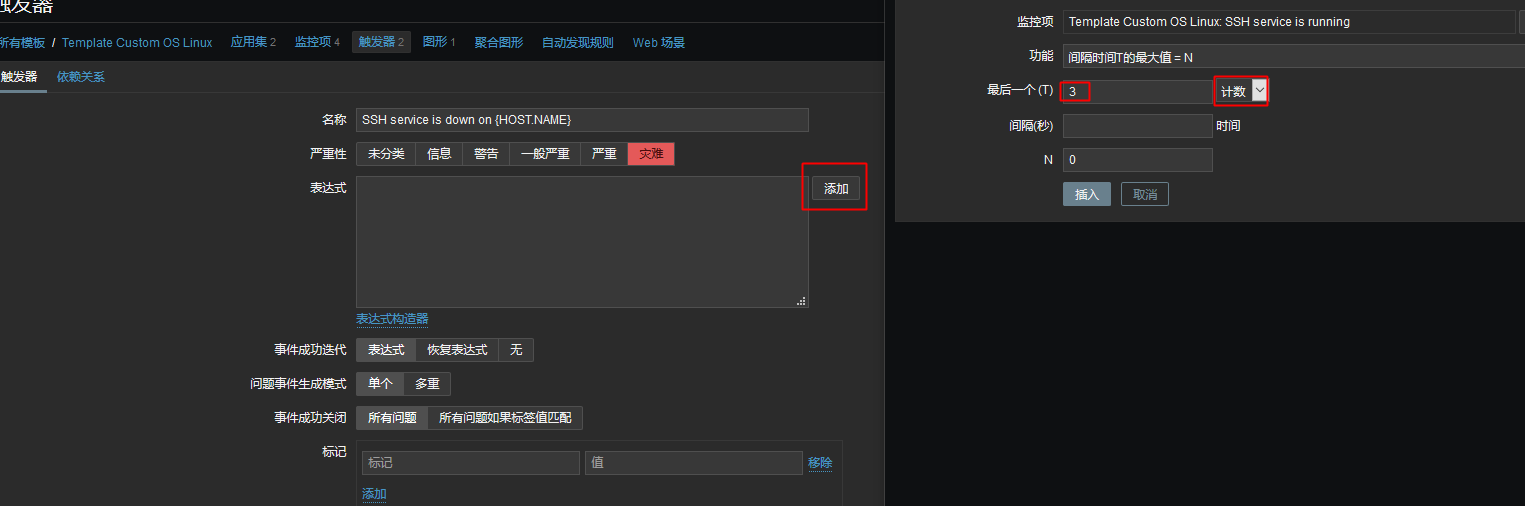 触发器
所有模板 / Template Custom OS Linux 应用集 2 监控项 4 触发器 2 图形 1 聚合图形 自动发现规则 Web 场景
触发器 依赖关系
名称 SSH service is down on {HOST.NAME}
严重性 未分类 信息 警告 一般严重 严重 灾难
表达式 添加
表达式构造器
事件成功迭代 表达式 恢复表达式 无
问题事件生成模式 单个 多重
事件成功关闭 所有问题 所有问题如果标签值匹配
标记 标记 值 移除
添加
监控项 Template Custom OS Linux: SSH service is running
功能 间隔时间T的最大值 = N
最后一个 (T) 3 计数
间隔(秒) 时间
N 0
插入 取消